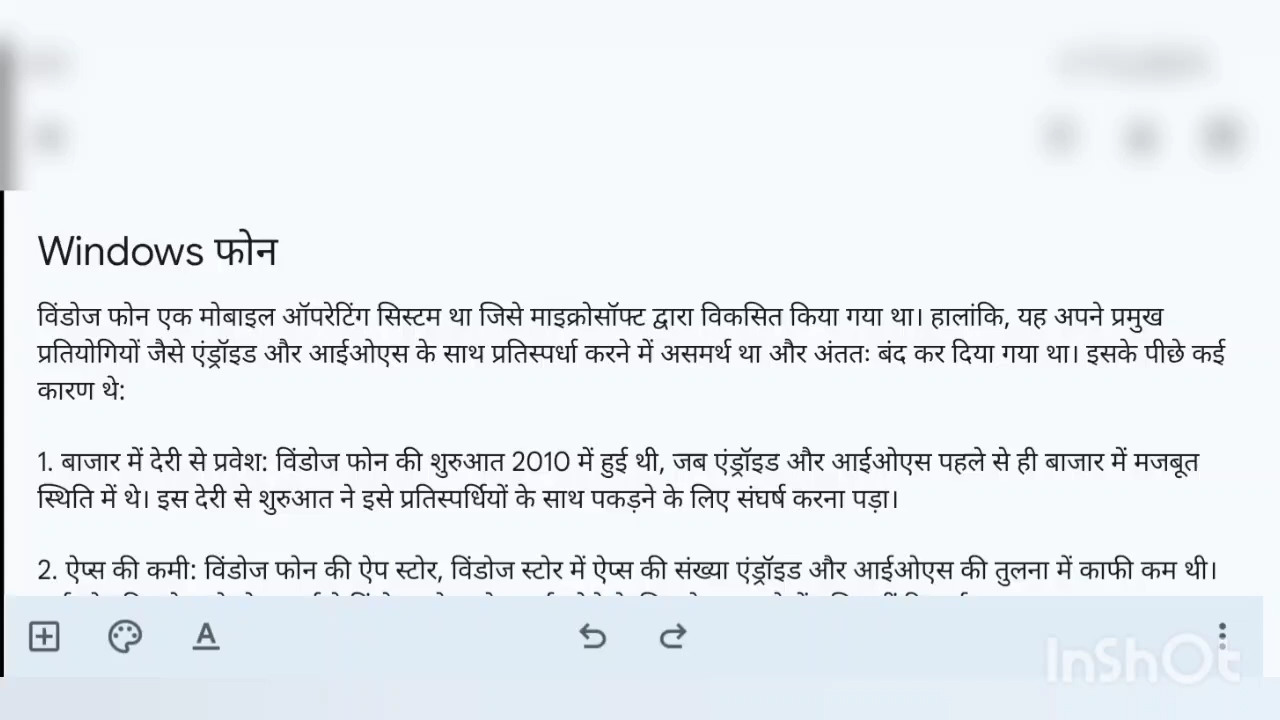 Windows फोन
विंडोज फोन एक मोबाइल ऑपरेटिंग सिस्टम था जिसे माइक्रोसॉफ्ट द्वारा विकसित किया गया था। हालांकि, यह अपने प्रमुख
प्रतियोगियों जैसे एंड्रॉइड और आईओएस के साथ प्रतिस्पर्धा करने में असमर्थ था और अंततः बंद कर दिया गया था। इसके पीछे कई
कारण थे:
1. बाजार में देरी से प्रवेश: विंडोज फोन की शुरुआत 2010 में हुई थी, जब एंड्रॉइड और आईओएस पहले से ही बाजार में मजबूत
स्थिति में थे। इस देरी से शुरुआत ने इसे प्रतिस्पर्धियों के साथ पकड़ने के लिए संघर्ष करना पड़ा।
2. ऐप्स की कमी: विंडोज फोन की ऐप स्टोर, विंडोज स्टोर में ऐप्स की संख्या एंड्रॉइड और आईओएस की तुलना में काफी कम थी।
A
InShOt